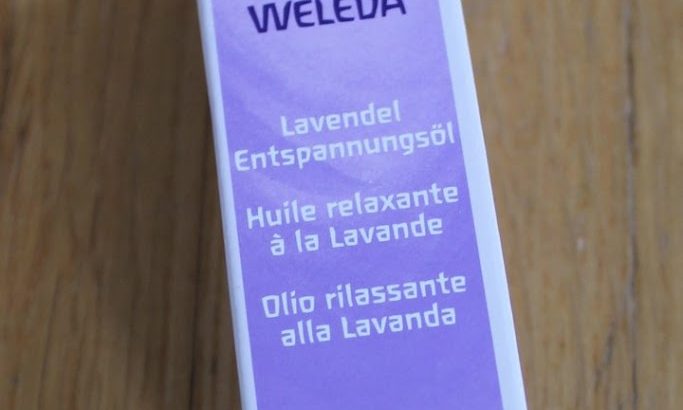 WELEDA
Lavendel
Entspannungsöl
Huile relaxante
à la Lavande
Olio rilassante
alla Lavanda